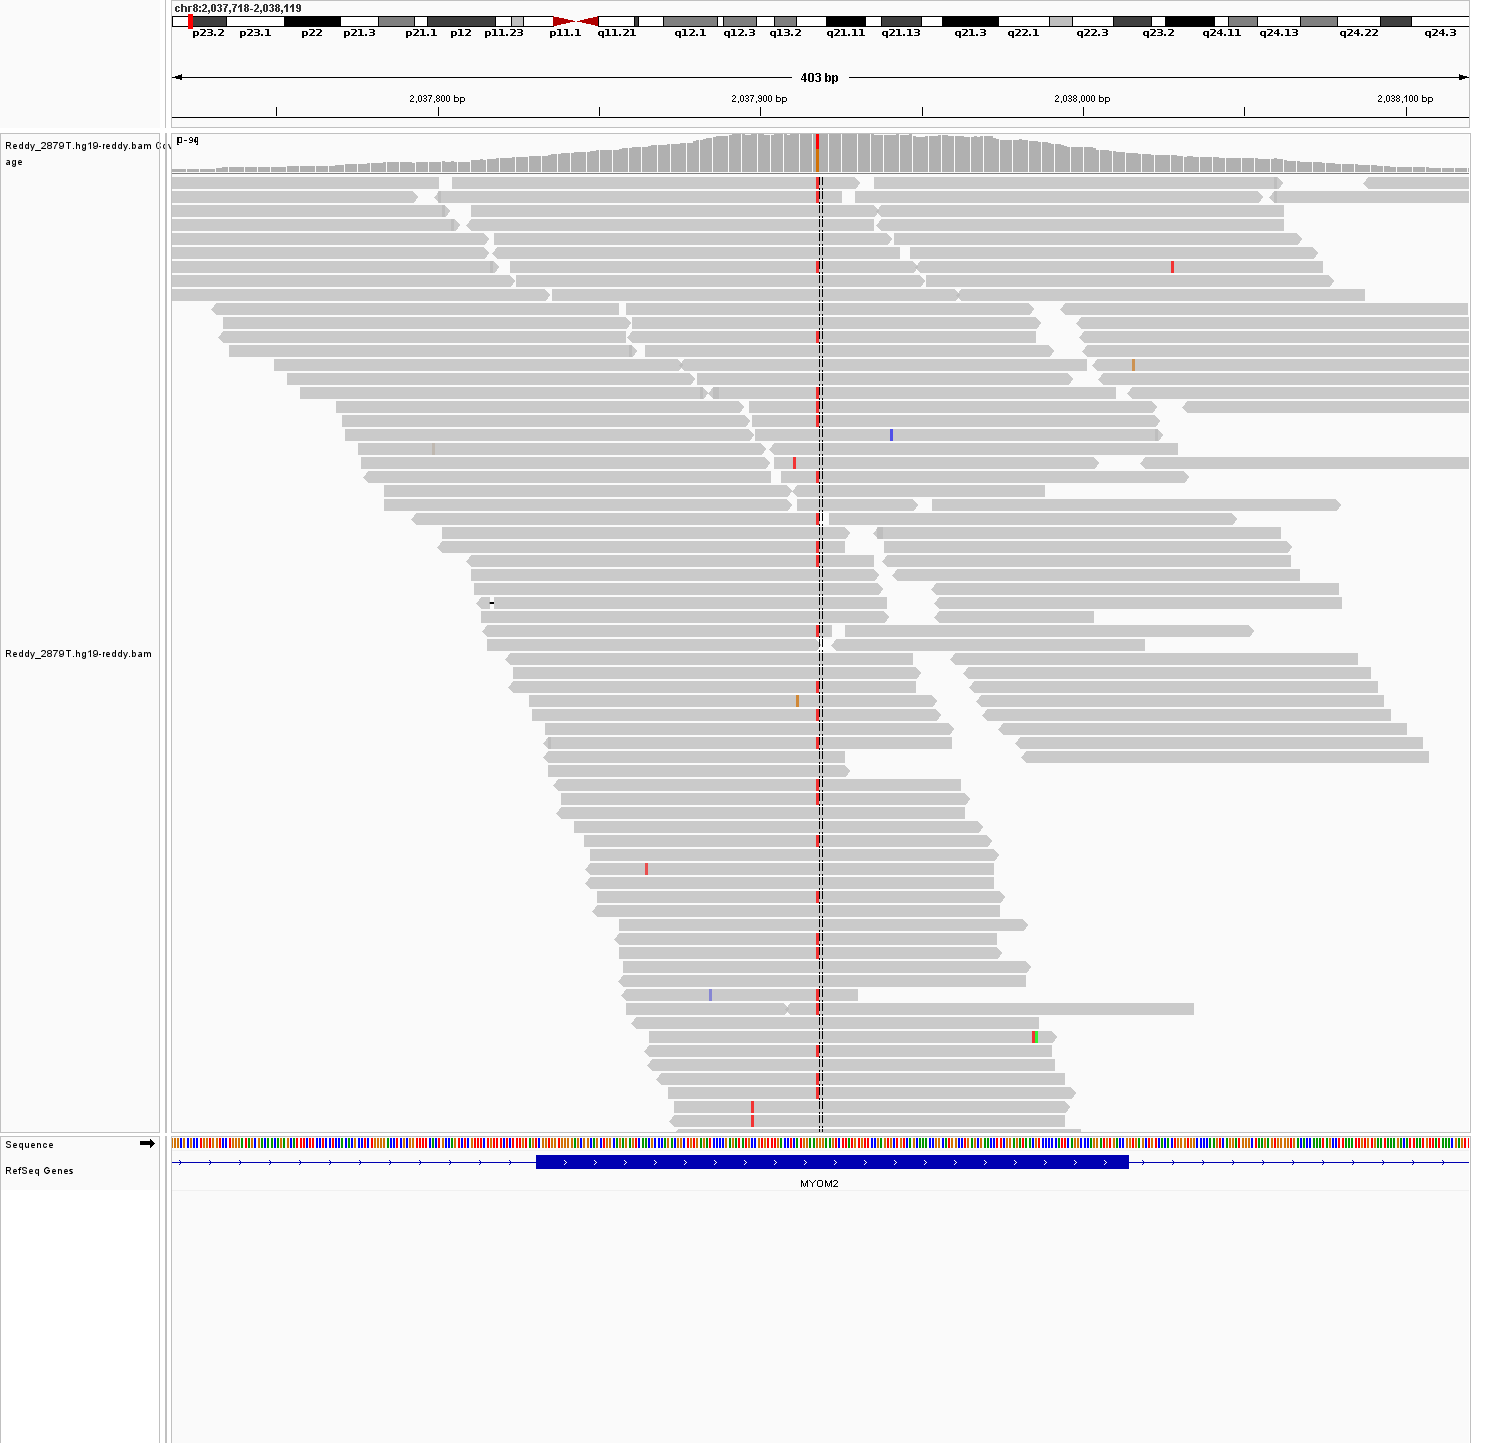 chr8:2,037,718-2,038,119
p23.2 p23.1 p22 p21.3 p21.1 p12 p11.23 p11.1 q11.21 q12.1 q12.3 q13.2 q21.11 q21.13 q21.3 q22.1 q22.3 q23.2 q24.11 q24.13 q24.22 q24.3
403 bp
2,037,800 bp 2,037,900 bp 2,038,000 bp 2,038,100 bp
Reddy_2879T.hg19-reddy.bam Cov
age
Reddy_2879T.hg19-reddy.bam
Sequence
RefSeq Genes
MYOM2